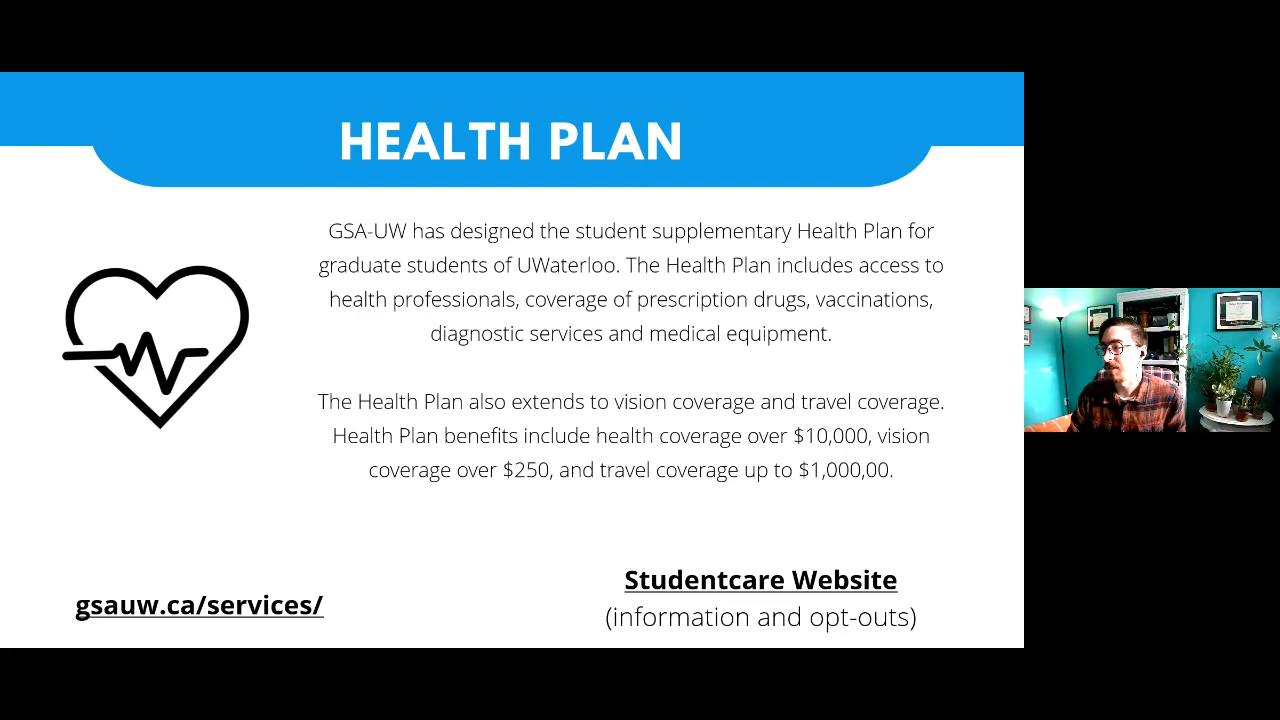 HEALTH PLAN
GSA-UW has designed the student supplementary Health Plan for
graduate students of UWaterloo. The Health Plan includes access to
health professionals, coverage of prescription drugs, vaccinations,
diagnostic services and medical equipment.
The Health Plan also extends to vision coverage and travel coverage.
Health Plan benefits include health coverage over $10,000, vision
coverage over $250, and travel coverage up to $1,000,00.
gsauw.ca/services/
Studentcare Website
(information and opt-outs)